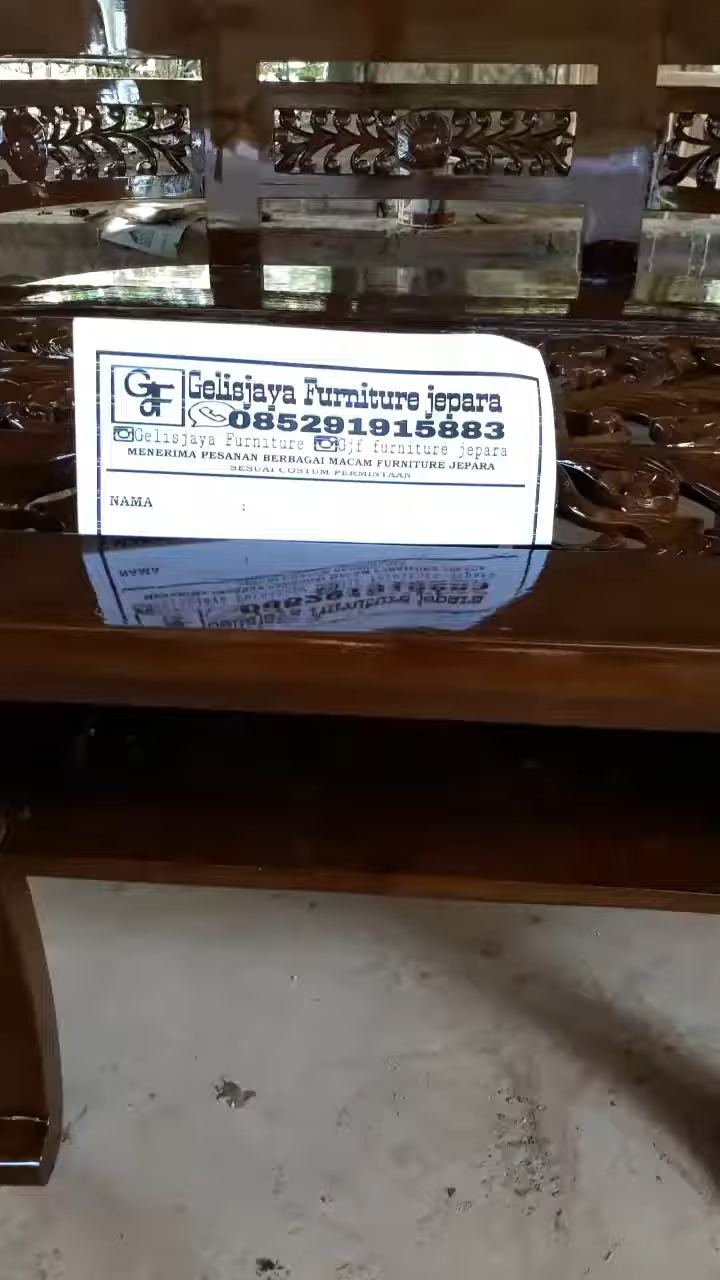 GJF
Gelisjaya Furniture jepara
085291915883
Gelisjaya Furniture Gjf furniture jepara
MENERIMA PESANAN BERBAGAI MACAM FURNITURE JEPARA
SESUAI COSTUM PERMINTAAN
NAMA :